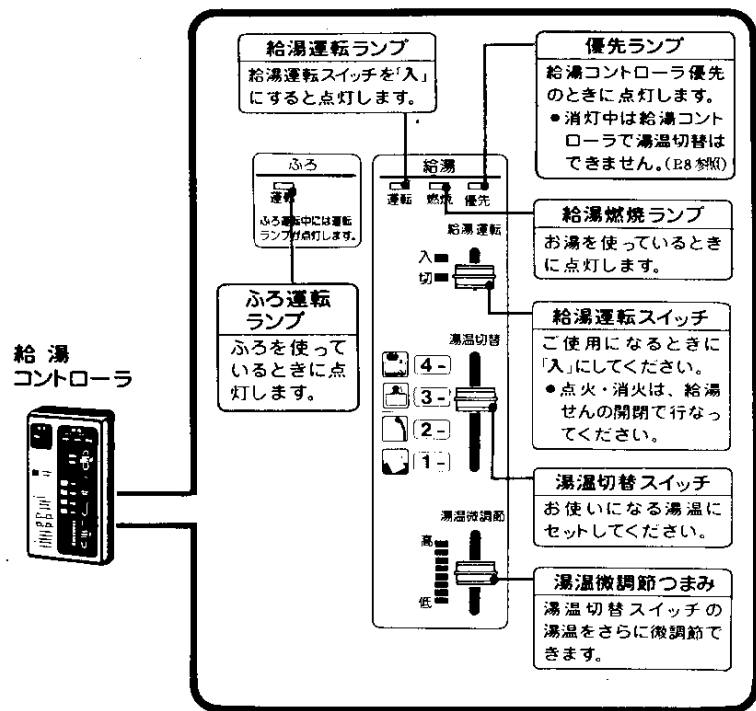 給湯運転ランプ
給湯運転スイッチを「入」
にすると点灯します。
優先ランプ
給湯コントローラ優先
のときに点灯します。
●消灯中は給湯コント
ローラで湯温切替は
できません。(P.8参照)
ふろ
運転
ふろ運転中には運転
ランプが点灯します。
給湯
運転 燃焼 優先
給湯運転
入
切
給湯燃焼ランプ
お湯を使っているとき
に点灯します。
ふろ運転
ランプ
ふろを使って
いるときに点
灯します。
給湯運転スイッチ
ご使用になるときに
「入」にしてください。
●点火・消火は、給湯
せんの開閉で行なっ
てください。
給湯
コントローラ
湯温切替
4-
3-
2-
1-
湯温切替スイッチ
お使いになる湯温に
セットしてください。
湯温微調節
高
低
湯温微調節つまみ
湯温切替スイッチの
湯温をさらに微調節で
きます。